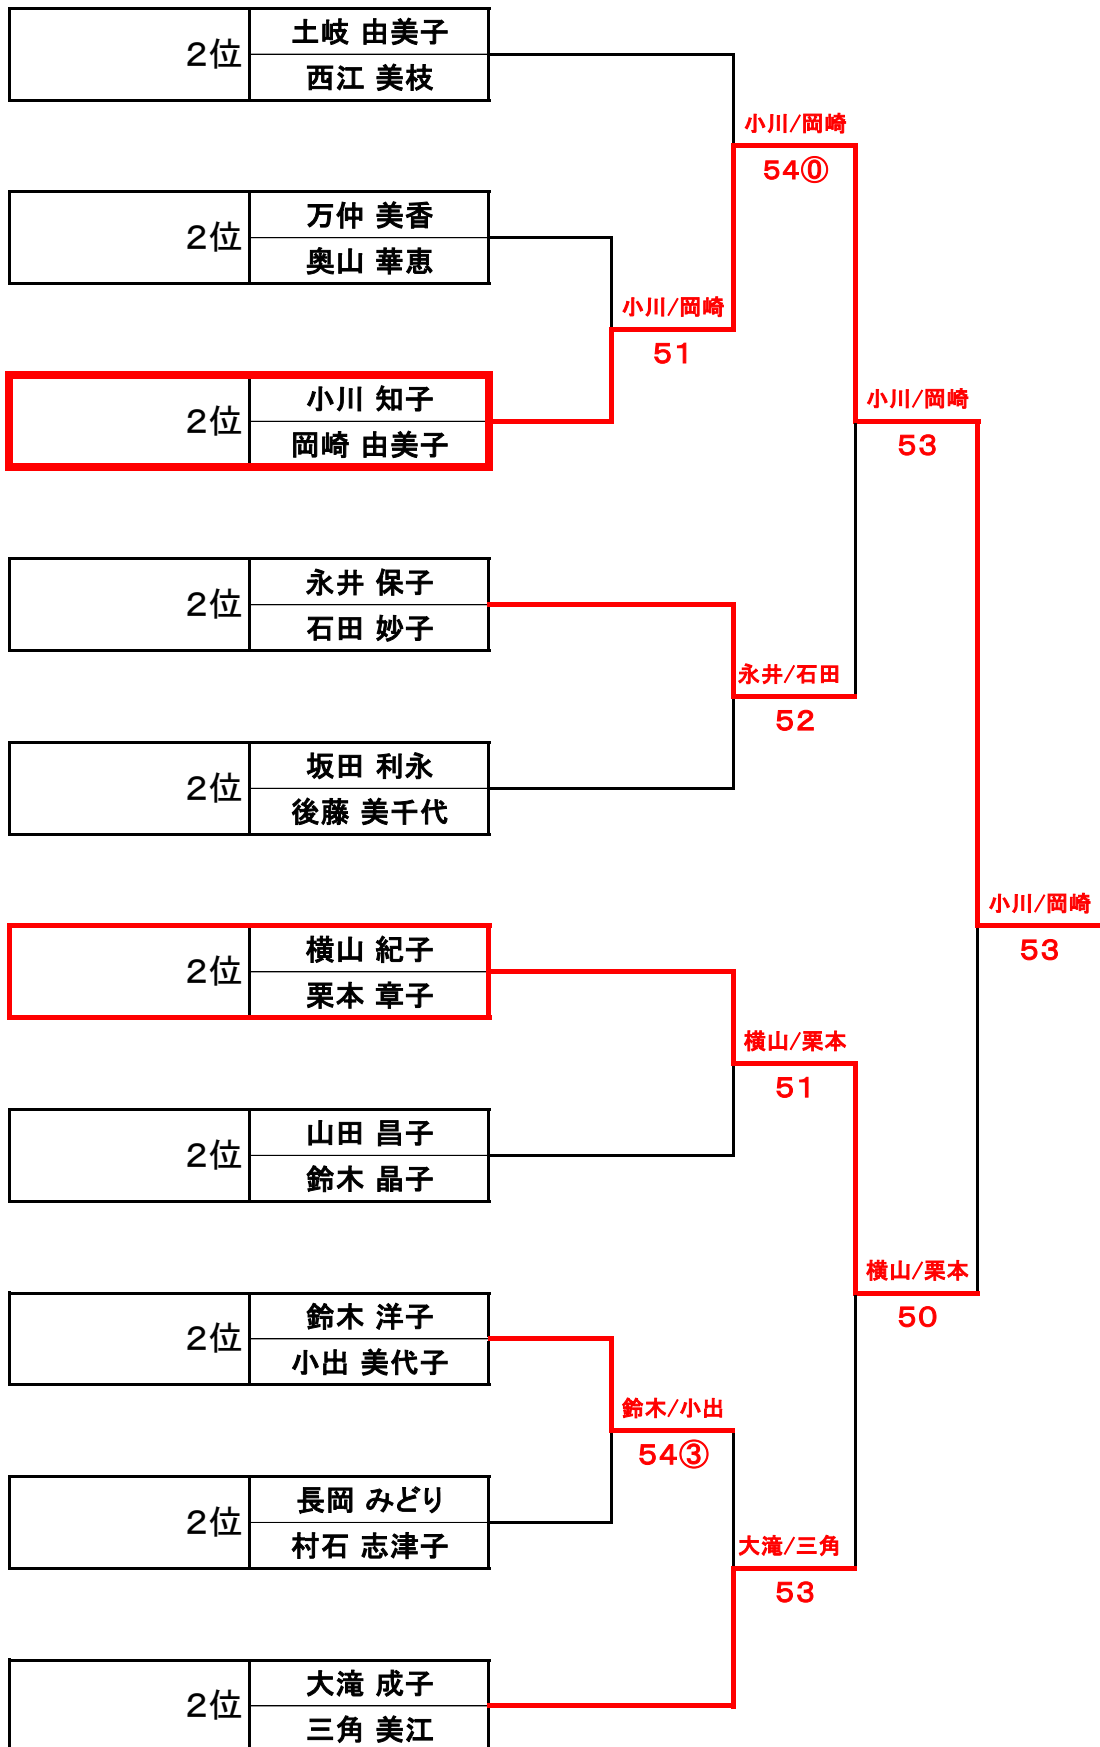 土岐 由美子
2位
西江 美枝
小川/岡崎
54⓪
万仲 美香
2位
奥山 華恵
小川/岡崎
51
小川 知子
2位
岡崎 由美子
小川/岡崎
53
永井 保子
2位
石田 妙子
永井/石田
52
坂田 利永
2位
後藤 美千代
小川/岡崎
53
横山 紀子
2位
栗本 章子
横山/栗本
51
山田 昌子
2位
鈴木 晶子
横山/栗本
50
鈴木 洋子
2位
小出 美代子
鈴木/小出
54③
長岡 みどり
2位
村石 志津子
大滝/三角
53
大滝 成子
2位
三角 美江